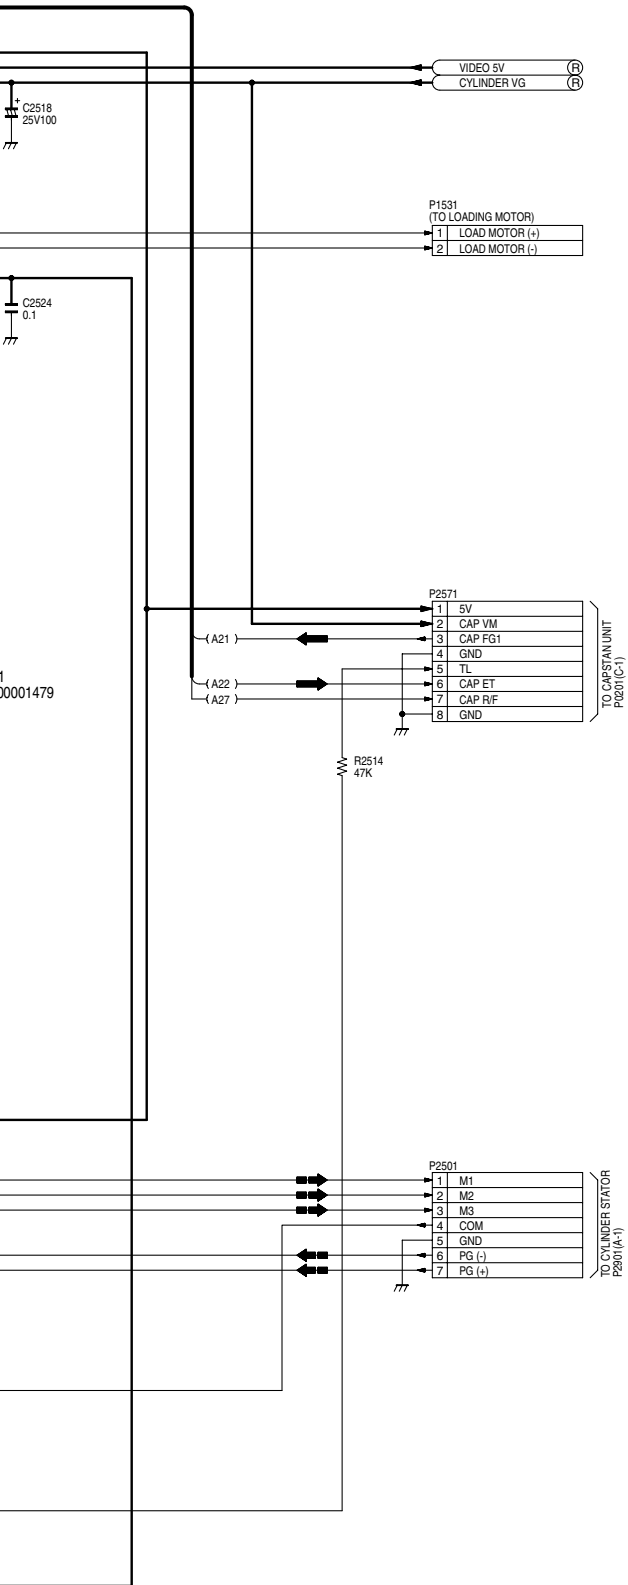 VIDEO 5V R
CYLINDER VG R
+
C2518
25V100
P1531
(TO LOADING MOTOR)
1 LOAD MOTOR (+)
2 LOAD MOTOR (-)
C2524
0.1
P2571
1 5V
2 CAP VM
3 CAP FG1
4 GND
5 TL
6 CAP ET
7 CAP R/F
8 GND
TO CAPSTAN UNIT
P0201(C-1)
A21
A22
A27
1
00001479
R2514
47K
P2501
1 M1
2 M2
3 M3
4 COM
5 GND
6 PG (-)
7 PG (+)
TO CYLINDER STATOR
P2901(A-1)